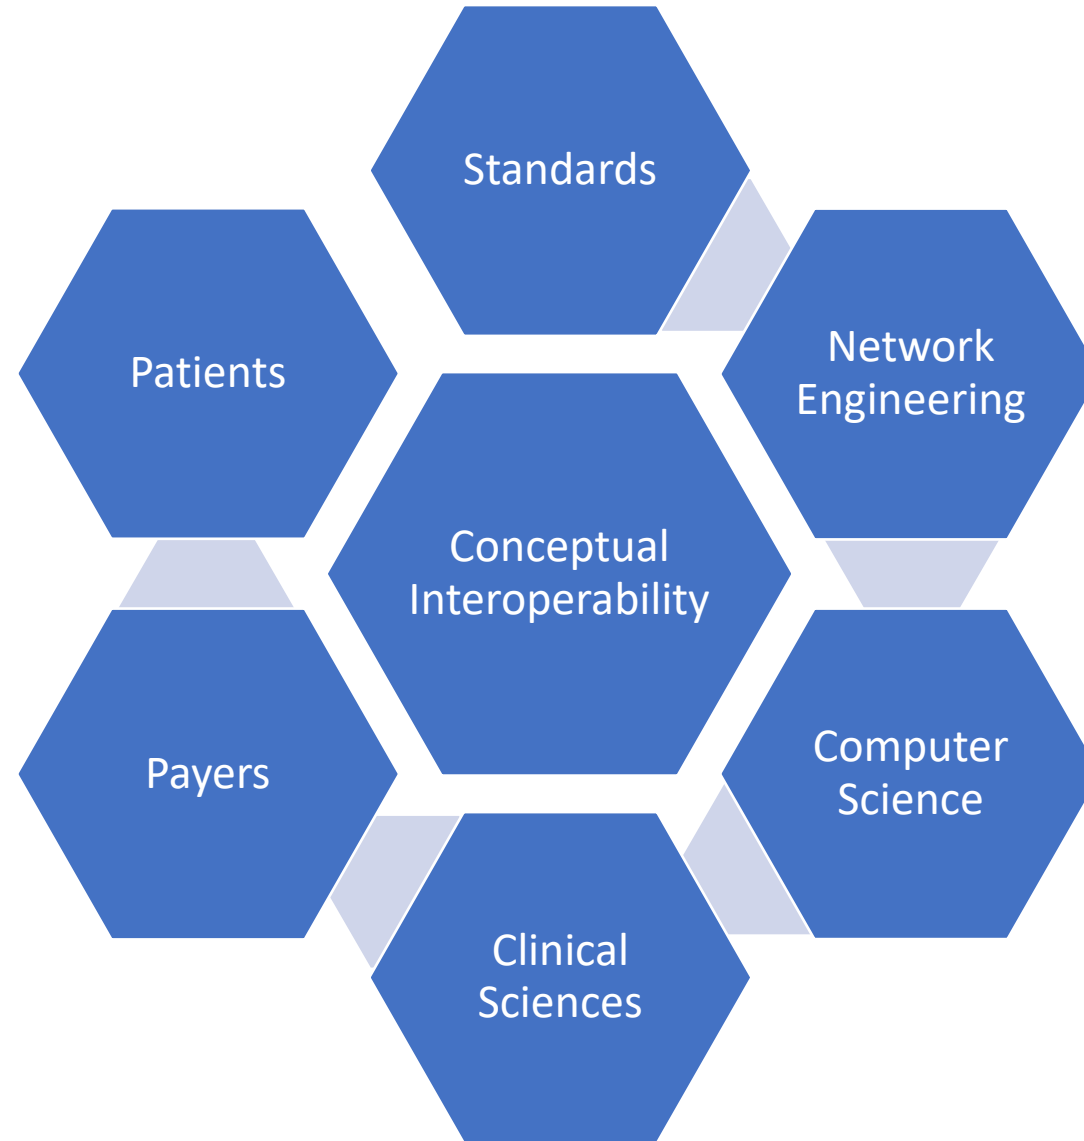 Standards
Network
Engineering
Patients
Conceptual
Interoperability
Computer
Science
Payers
Clinical
Sciences